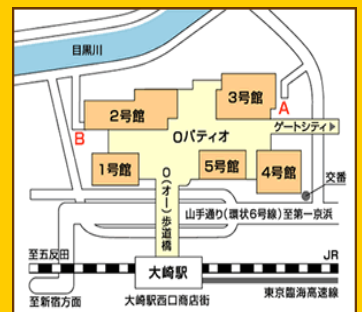 目黒川
3号館
A
2号館
ゲートシティ▶
B
Oパティオ
1号館
5号館
4号館
交番
O(オー)歩道橋
山手通り(環状6号線)至第一京浜
至五反田
JR
大崎駅
至新宿方面
大崎駅西口商店街
東京臨海高速線